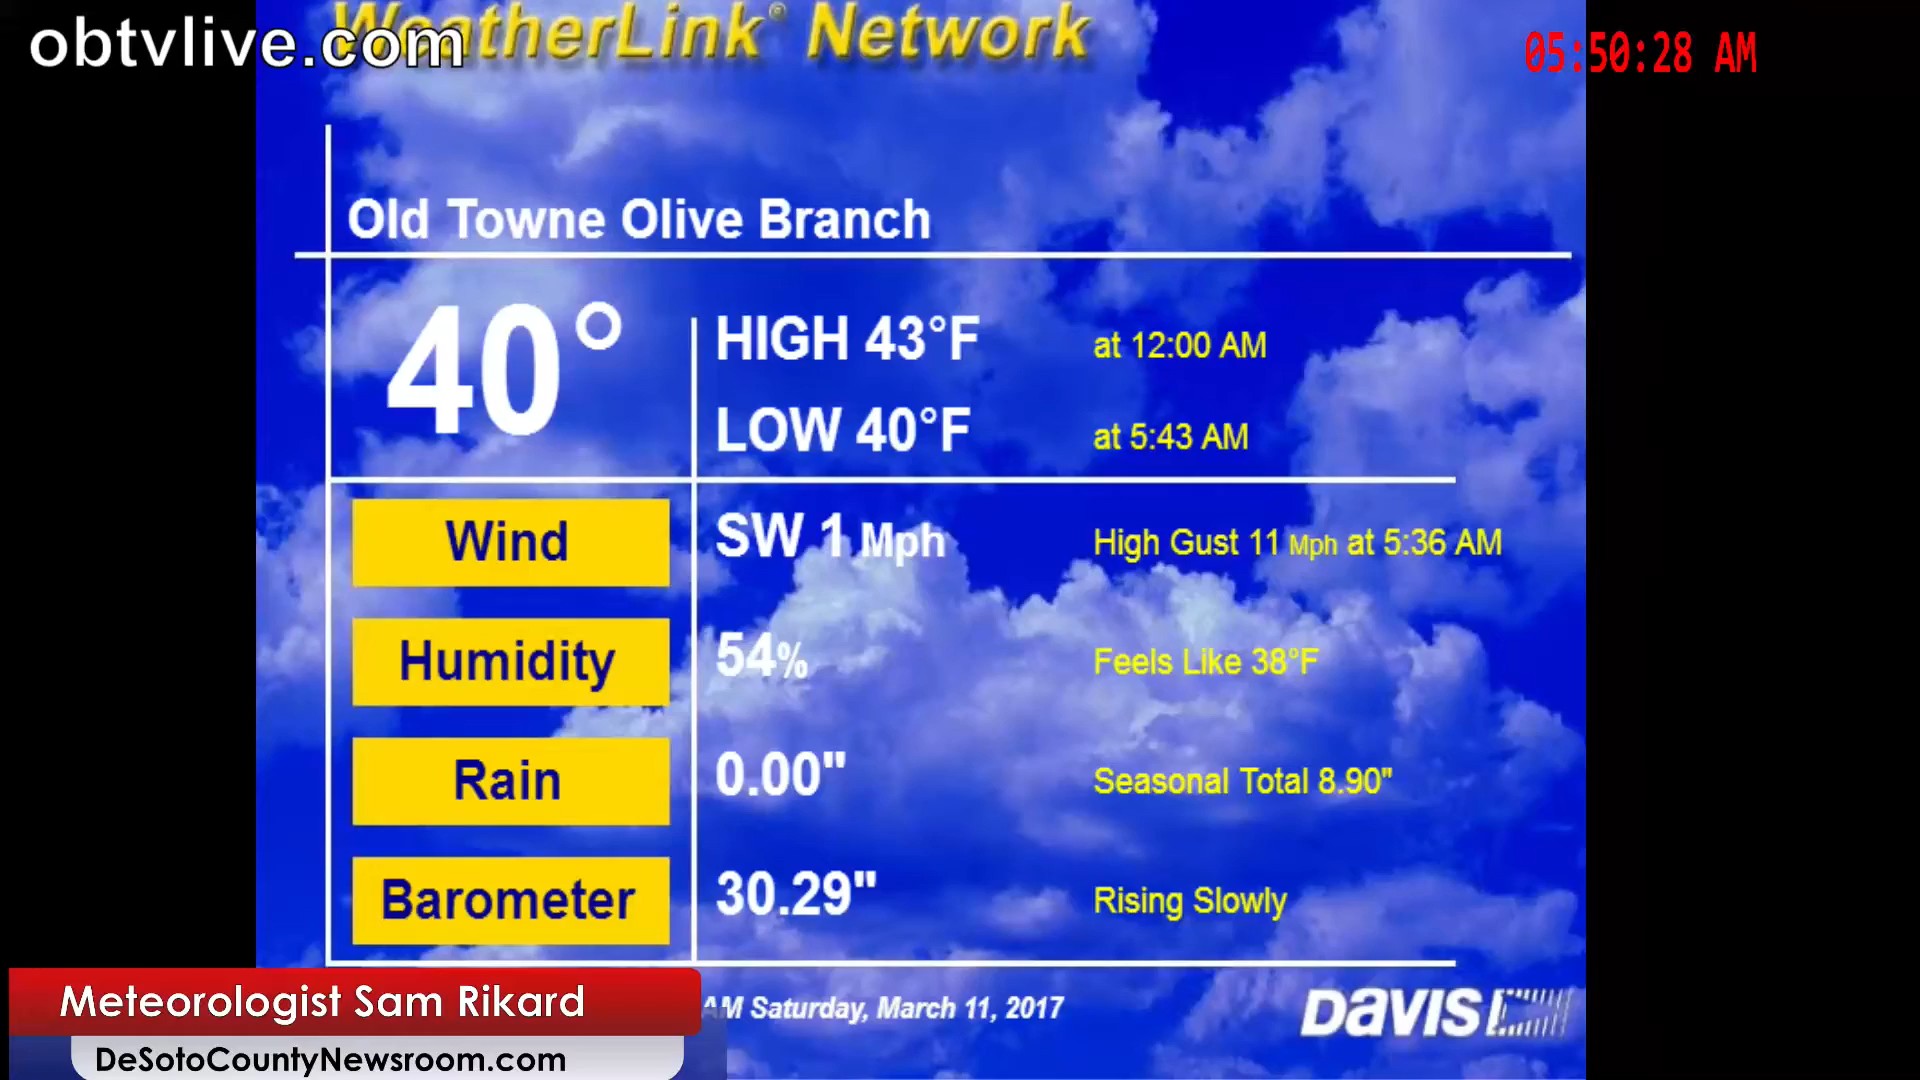 obtvlive.com
WeatherLink® Network
05:50:28 AM
Old Towne Olive Branch
40°
HIGH 43°F at 12:00 AM
LOW 40°F at 5:43 AM
Wind SW 1 Mph High Gust 11 Mph at 5:36 AM
Humidity 54% Feels Like 38°F
Rain 0.00" Seasonal Total 8.90"
Barometer 30.29" Rising Slowly
Meteorologist Sam Rikard
AM Saturday, March 11, 2017
DAVIS
DeSotoCountyNewsroom.com